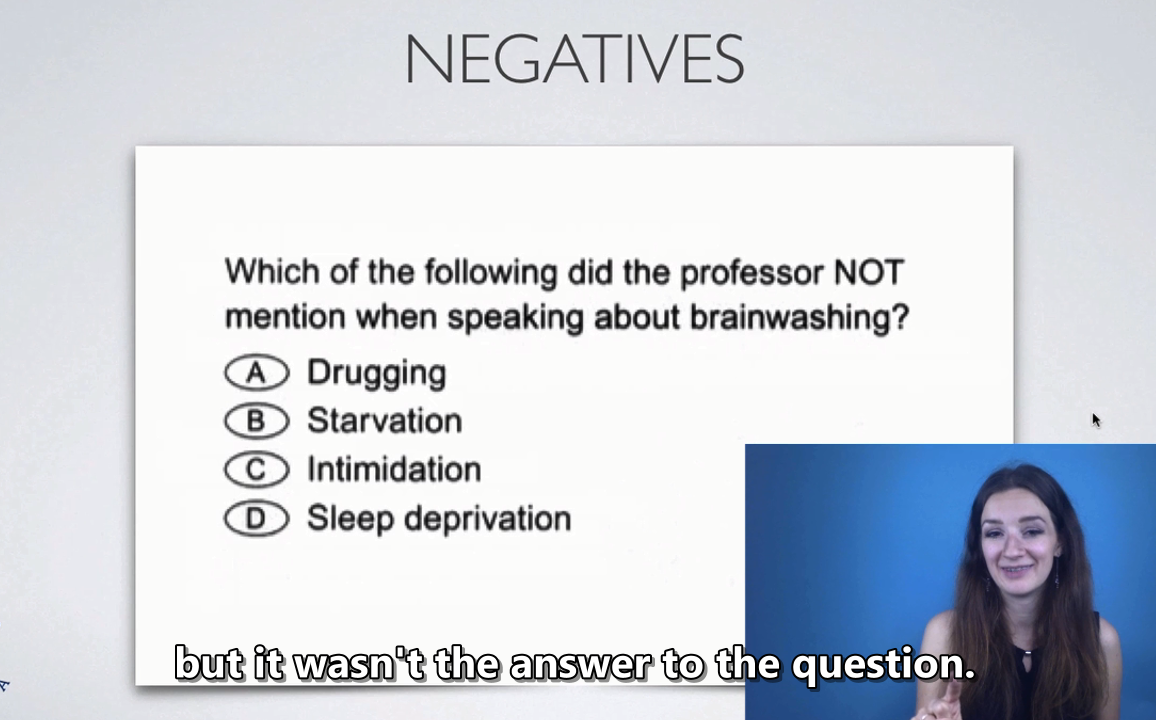 NEGATIVES
Which of the following did the professor NOT
mention when speaking about brainwashing?
A Drugging
B Starvation
C Intimidation
D Sleep deprivation
but it wasn't the answer to the question.